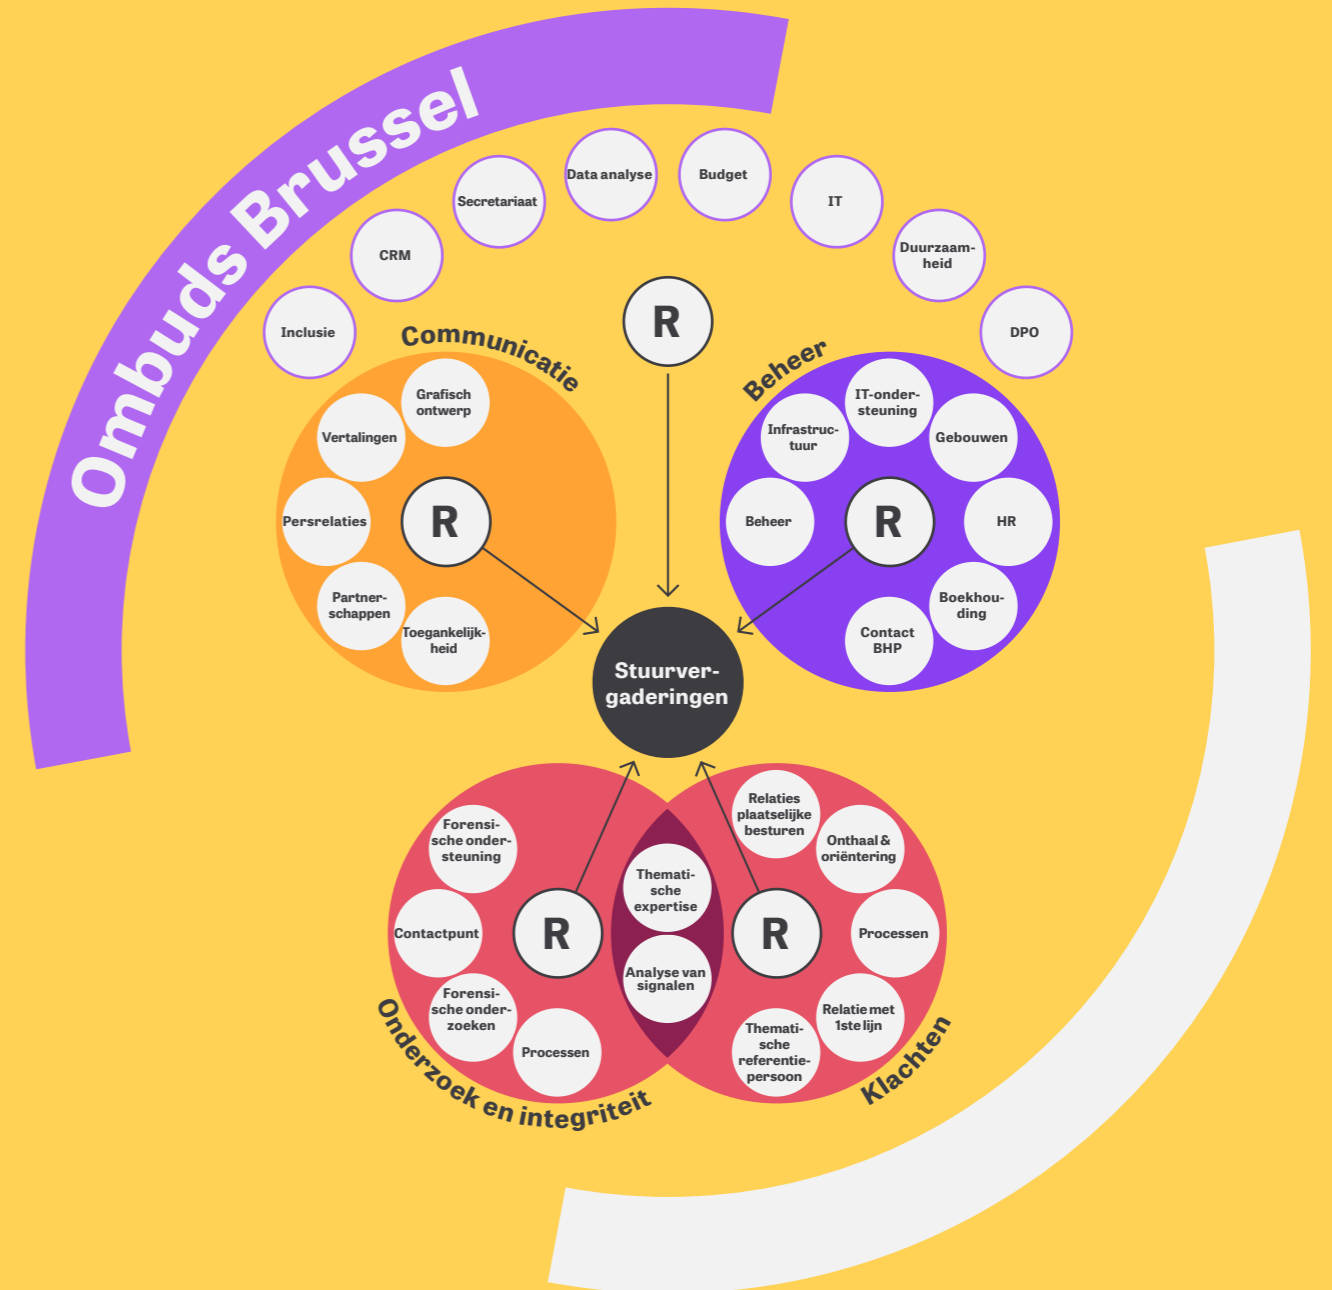 Ombuds Brussel
Data analyse
Budget
Secretariaat
IT
CRM
Duurzaam-
heid
Inclusie
DPO
R
Communicatie
Grafisch
ontwerp
Vertalingen
Persrelaties
R
Partner-
schappen
Toegankelijk-
heid
Beheer
IT-onder-
steuning
Infrastruc-
tuur
Gebouwen
Beheer
R
HR
Boekhou-
ding
Contact
BHP
Stuurver-
gaderingen
Forensi-
sche onder-
steuning
Contactpunt
R
Forensi-
sche onder-
zoeken
Processen
Onderzoek en integriteit
Themati-
sche
expertise
Analyse van
signalen
Relaties
plaatselijke
besturen
Onthaal &
oriëntering
R
Processen
Relatie met
1ste lijn
Themati-
sche
referentie-
persoon
Klachten